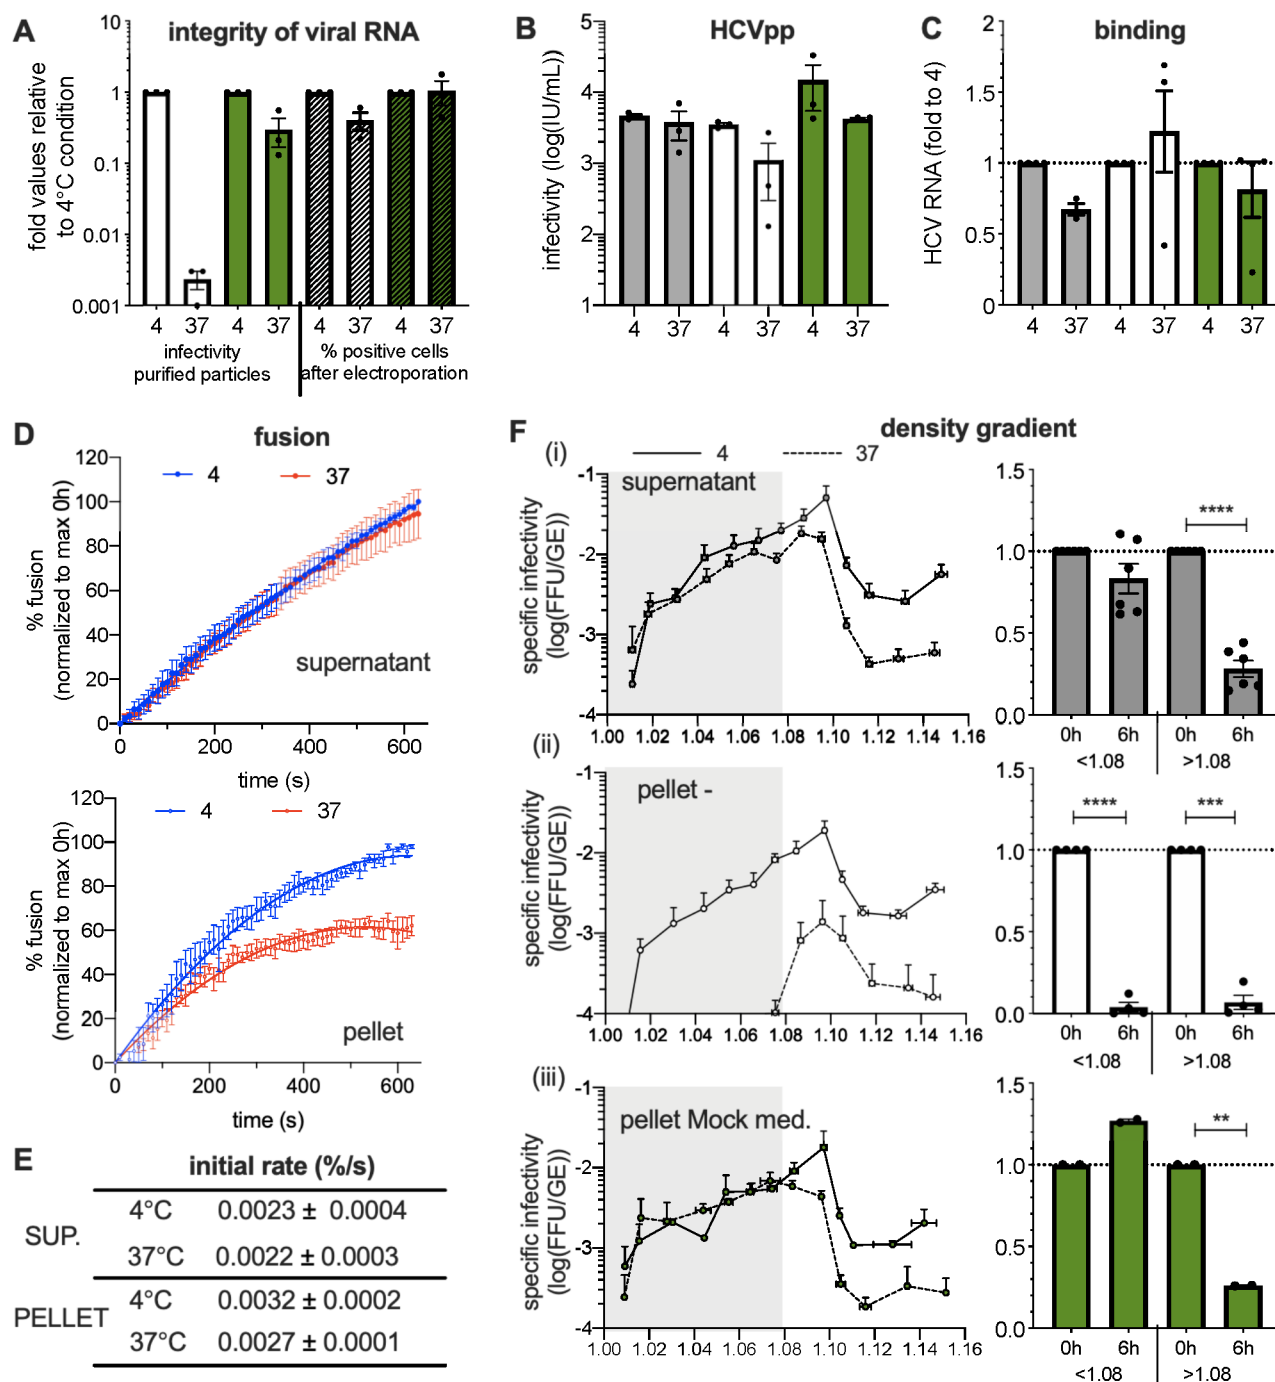 A
integrity of viral RNA
fold values relative
to 4°C condition
10
1
0.1
0.01
0.001
4
37
4
37
4
37
4
37
infectivity
purified particles
% positive cells
after electroporation
B
HCVpp
infectivity (log(IU/mL))
5
4
3
2
1
4
37
4
37
4
37
C
binding
HCV RNA (fold to 4)
2
1.5
1
0.5
0
4
37
4
37
4
37
D
fusion
% fusion
(normalized to max 0h)
120
100
80
60
40
20
0
4
37
supernatant
0
200
400
600
time (s)
% fusion
(normalized to max 0h)
120
100
80
60
40
20
0
4
37
pellet
0
200
400
600
time (s)
E
initial rate (%/s)
SUP.
4°C 0.0023 ± 0.0004
37°C 0.0022 ± 0.0003
PELLET
4°C 0.0032 ± 0.0002
37°C 0.0027 ± 0.0001
F
density gradient
(i)
4
37
supernatant
specific infectivity
(log(FFU/GE))
-1
-2
-3
-4
1.00 1.02 1.04 1.06 1.08 1.10 1.12 1.14 1.16
1.5
1.0
0.5
0.0
****
0h
6h
0h
6h
<1.08
>1.08
(ii)
pellet -
specific infectivity
(log(FFU/GE))
-1
-2
-3
-4
1.00 1.02 1.04 1.06 1.08 1.10 1.12 1.14 1.16
1.5
1.0
0.5
0.0
****
***
0h
6h
0h
6h
<1.08
>1.08
(iii)
pellet Mock med.
specific infectivity
(log(FFU/GE))
-1
-2
-3
-4
1.00 1.02 1.04 1.06 1.08 1.10 1.12 1.14 1.16
1.5
1.0
0.5
0.0
**
0h
6h
0h
6h
<1.08
>1.08